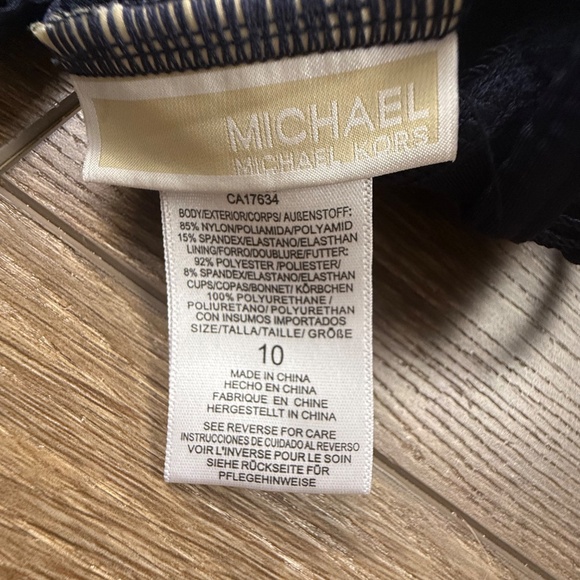 MICHAEL
MICHAEL KORS
CA17634
BODY/EXTERIOR/CORPS/ AUßENSTOFF:
85% NYLON/POLIAMIDA/POLYAMID
15% SPANDEX/ELASTANO/ELASTHAN
LINING/FORRO/DOUBLURE/FUTTER:
92% POLYESTER /POLIESTER/
8% SPANDEX/ELASTANO/ELASTHAN
CUPS/COPAS/BONNET/ KÖRBCHEN
100% POLYURETHANE /
POLIURETANO/ POLYURETHAN
CON INSUMOS IMPORTADOS
SIZE/TALLA/TAILLE/ GRÖßE
10
MADE IN CHINA
HECHO EN CHINA
FABRIQUE EN CHINE
HERGESTELLT IN CHINA
SEE REVERSE FOR CARE
INSTRUCCIONES DE CUIDADO AL REVERSO
VOIR L'INVERSE POUR LE SOIN
SIEHE RÜCKSEITE FÜR
PFLEGEHINWEISE